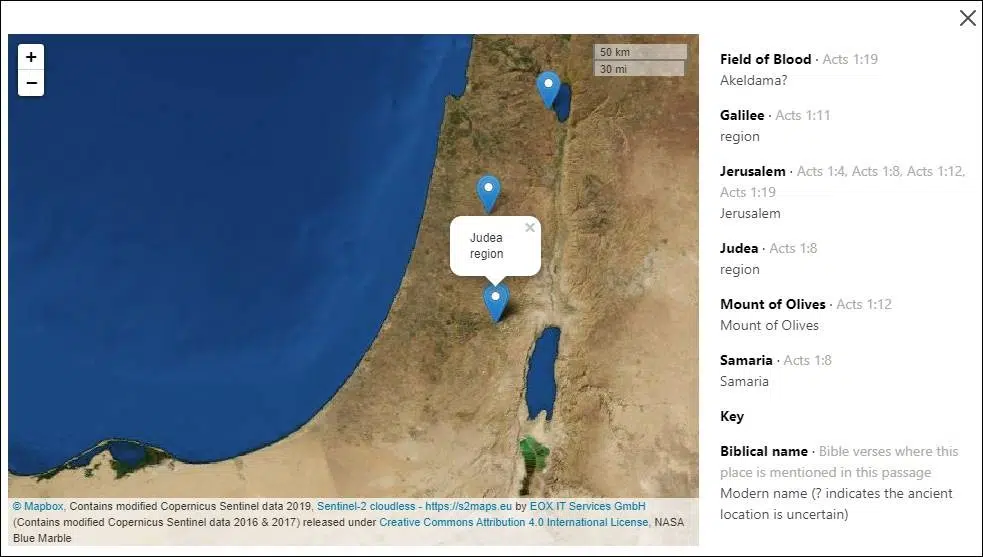 +
−
50 km
30 mi
Judea
region
© Mapbox, Contains modified Copernicus Sentinel data 2019, Sentinel-2 cloudless - https://s2maps.eu by EOX IT Services GmbH
(Contains modified Copernicus Sentinel data 2016 & 2017) released under Creative Commons Attribution 4.0 International License, NASA
Blue Marble
Field of Blood · Acts 1:19
Akeldama?
Galilee · Acts 1:11
region
Jerusalem · Acts 1:4, Acts 1:8, Acts 1:12,
Acts 1:19
Jerusalem
Judea · Acts 1:8
region
Mount of Olives · Acts 1:12
Mount of Olives
Samaria · Acts 1:8
Samaria
Key
Biblical name · Bible verses where this
place is mentioned in this passage
Modern name (? indicates the ancient
location is uncertain)